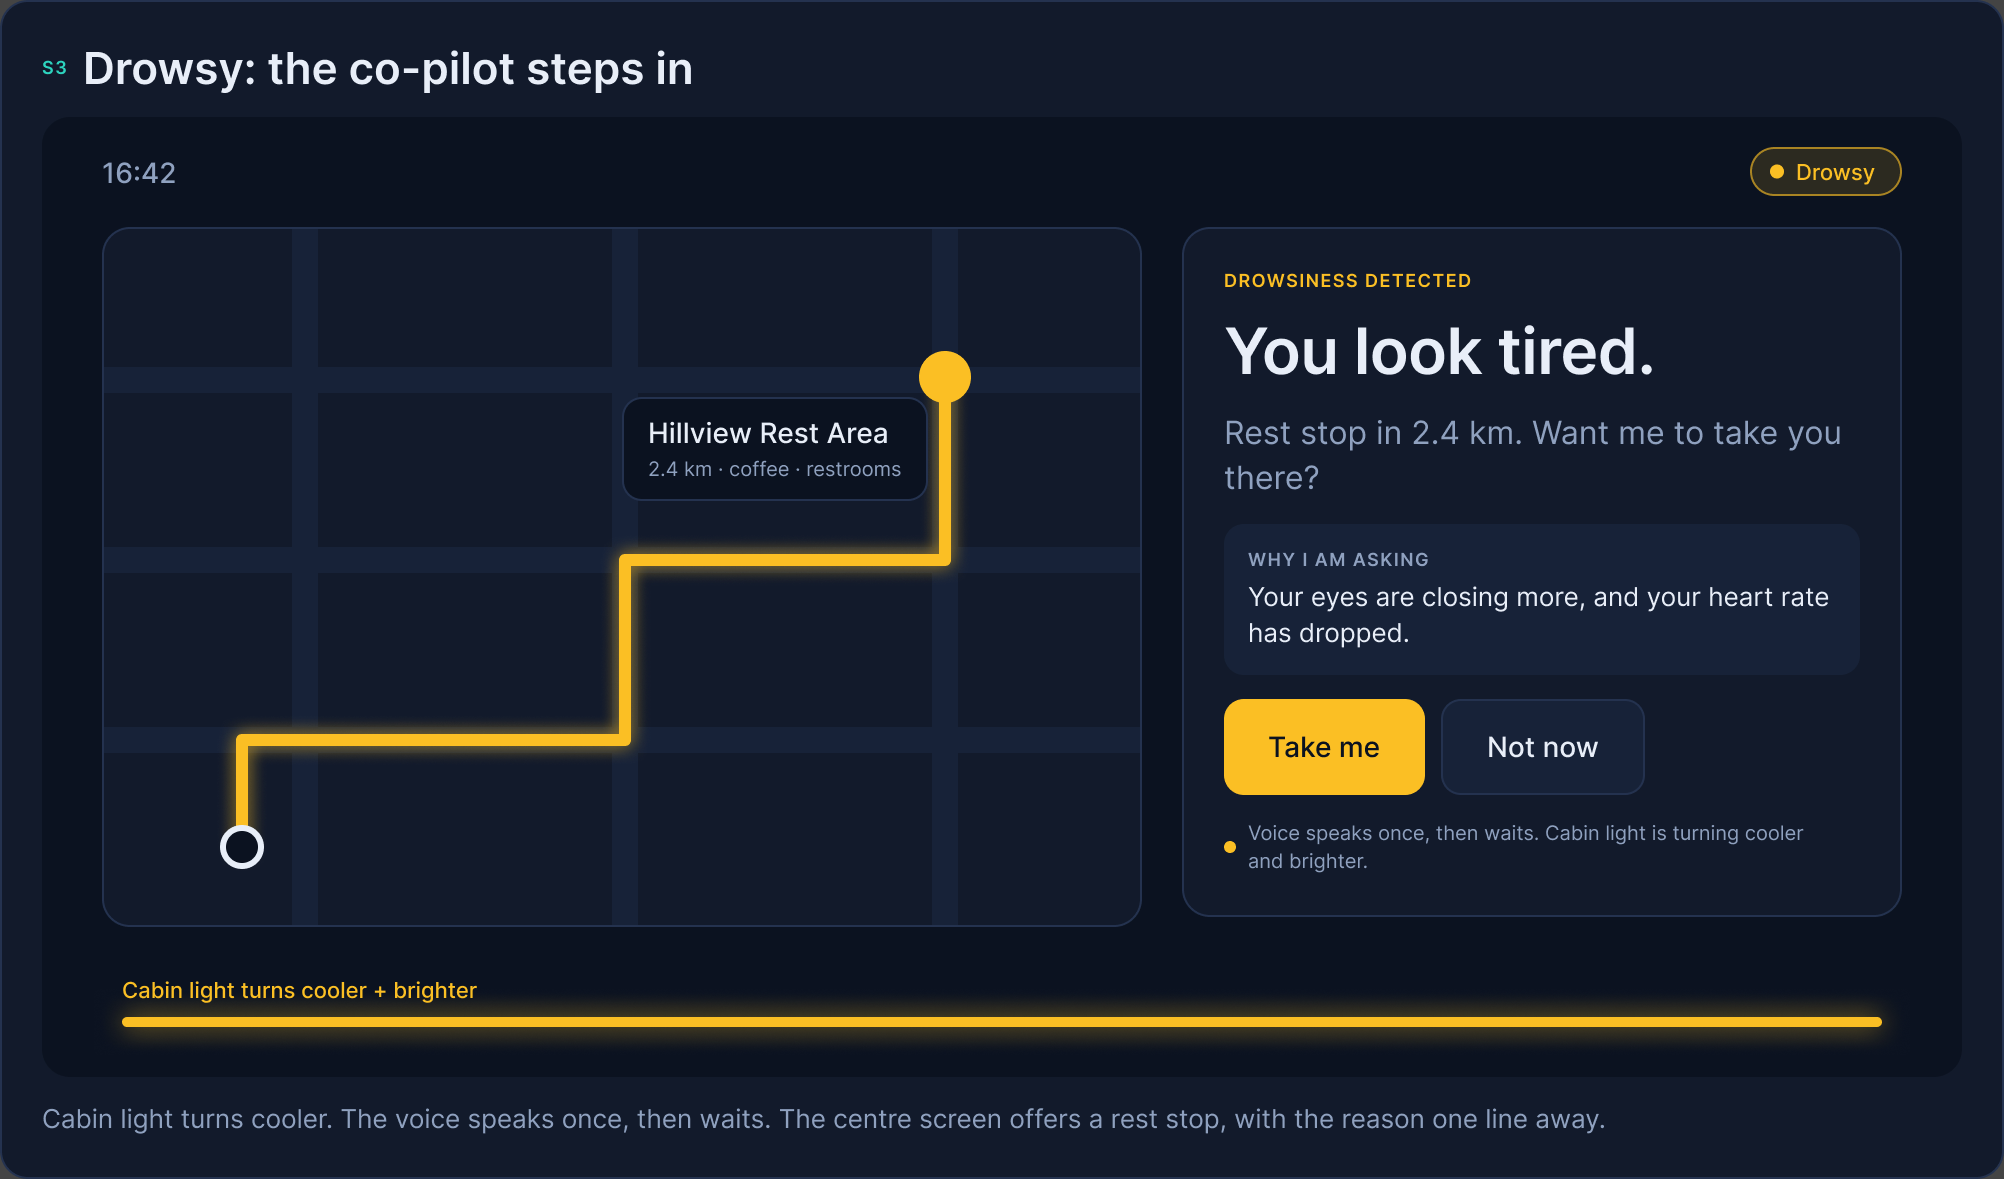 S3 Drowsy: the co-pilot steps in
16:42
Drowsy
Hillview Rest Area
2.4 km · coffee · restrooms
DROWSINESS DETECTED
You look tired.
Rest stop in 2.4 km. Want me to take you
there?
WHY I AM ASKING
Your eyes are closing more, and your heart rate
has dropped.
Take me
Not now
Voice speaks once, then waits. Cabin light is turning cooler
and brighter.
Cabin light turns cooler + brighter
Cabin light turns cooler. The voice speaks once, then waits. The centre screen offers a rest stop, with the reason one line away.